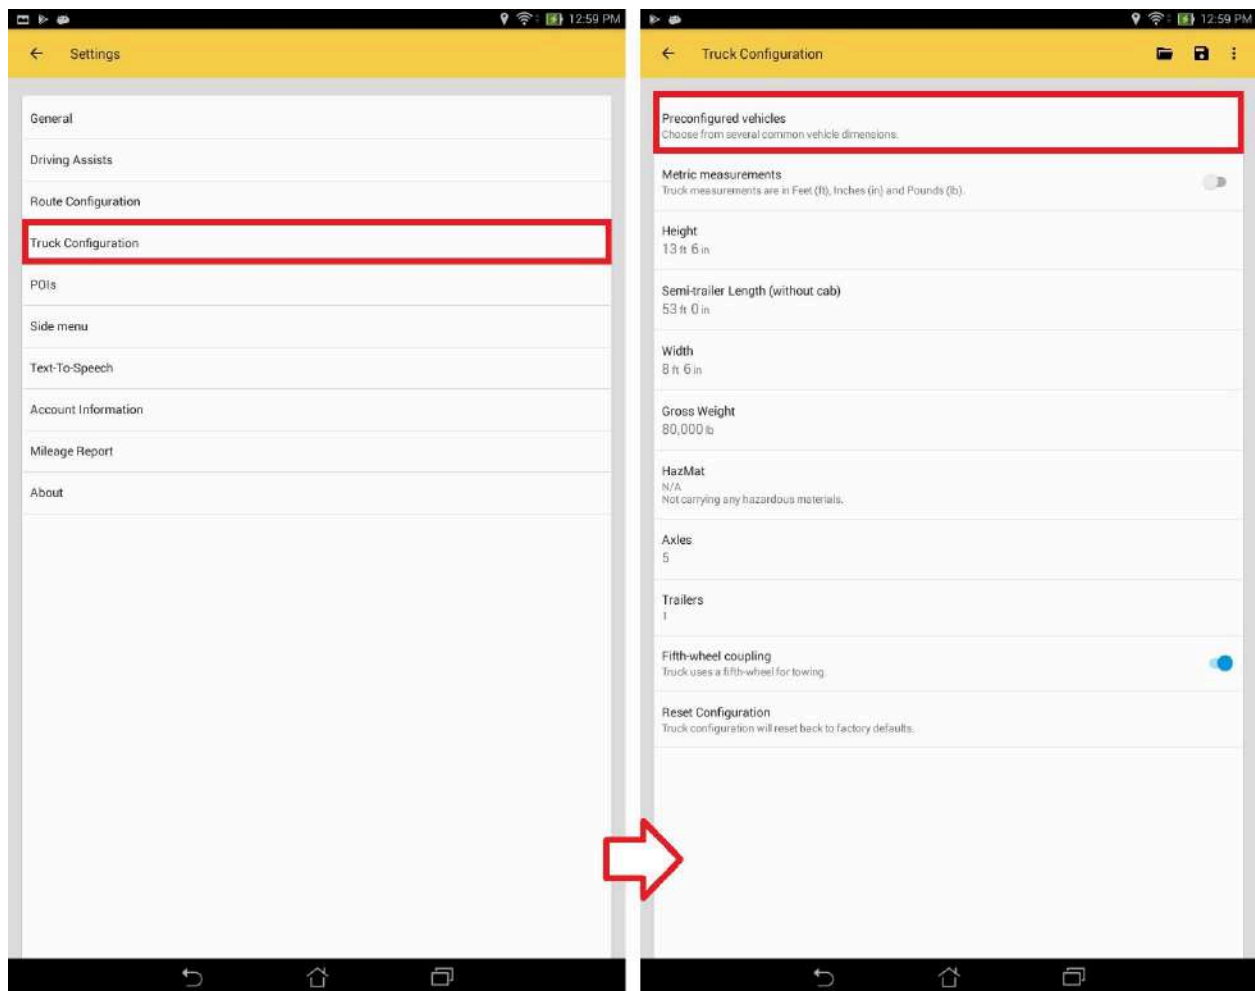 12:59 PM
Settings
General
Driving Assists
Route Configuration
Truck Configuration
POIs
Side menu
Text-To-Speech
Account Information
Mileage Report
About
12:59 PM
Truck Configuration
Preconfigured vehicles
Choose from several common vehicle dimensions.
Metric measurements
Truck measurements are in Feet (ft), Inches (in) and Pounds (lb).
Height
13 ft 6 in
Semi-trailer Length (without cab)
53 ft 0 in
Width
8 ft 6 in
Gross Weight
80,000 lb
HazMat
N/A
Not carrying any hazardous materials.
Axles
5
Trailers
1
Fifth-wheel coupling
Truck uses a fifth-wheel for towing.
Reset Configuration
Truck configuration will reset back to factory defaults.